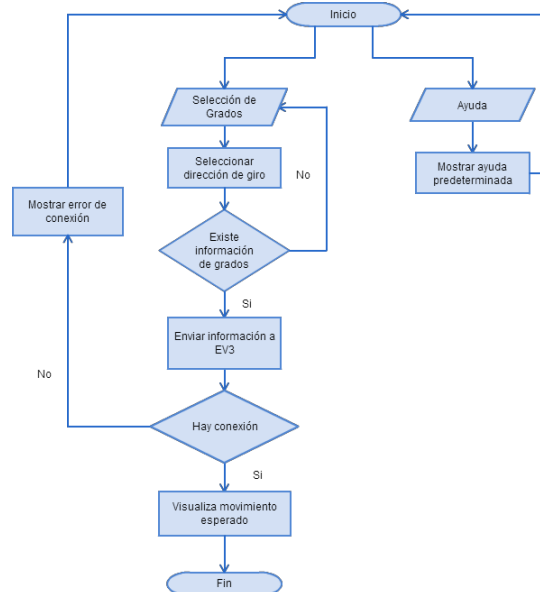 Inicio
Selección de
Grados
Ayuda
Seleccionar
dirección de giro
No
Mostrar ayuda
predeterminada
Mostrar error de
conexión
Existe
información
de grados
Si
Enviar información a
EV3
No
Hay conexión
Si
Visualiza movimiento
esperado
Fin